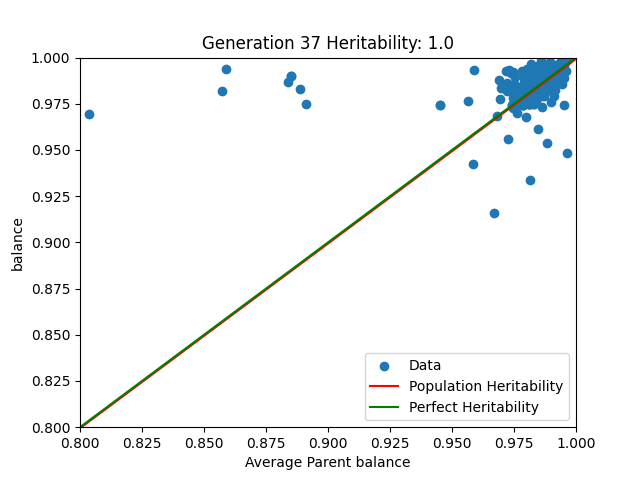 Generation 37 Heritability: 1.0
balance
1.000
0.975
0.950
0.925
0.900
0.875
0.850
0.825
0.800
Data
Population Heritability
Perfect Heritability
0.800 0.825 0.850 0.875 0.900 0.925 0.950 0.975 1.000
Average Parent balance